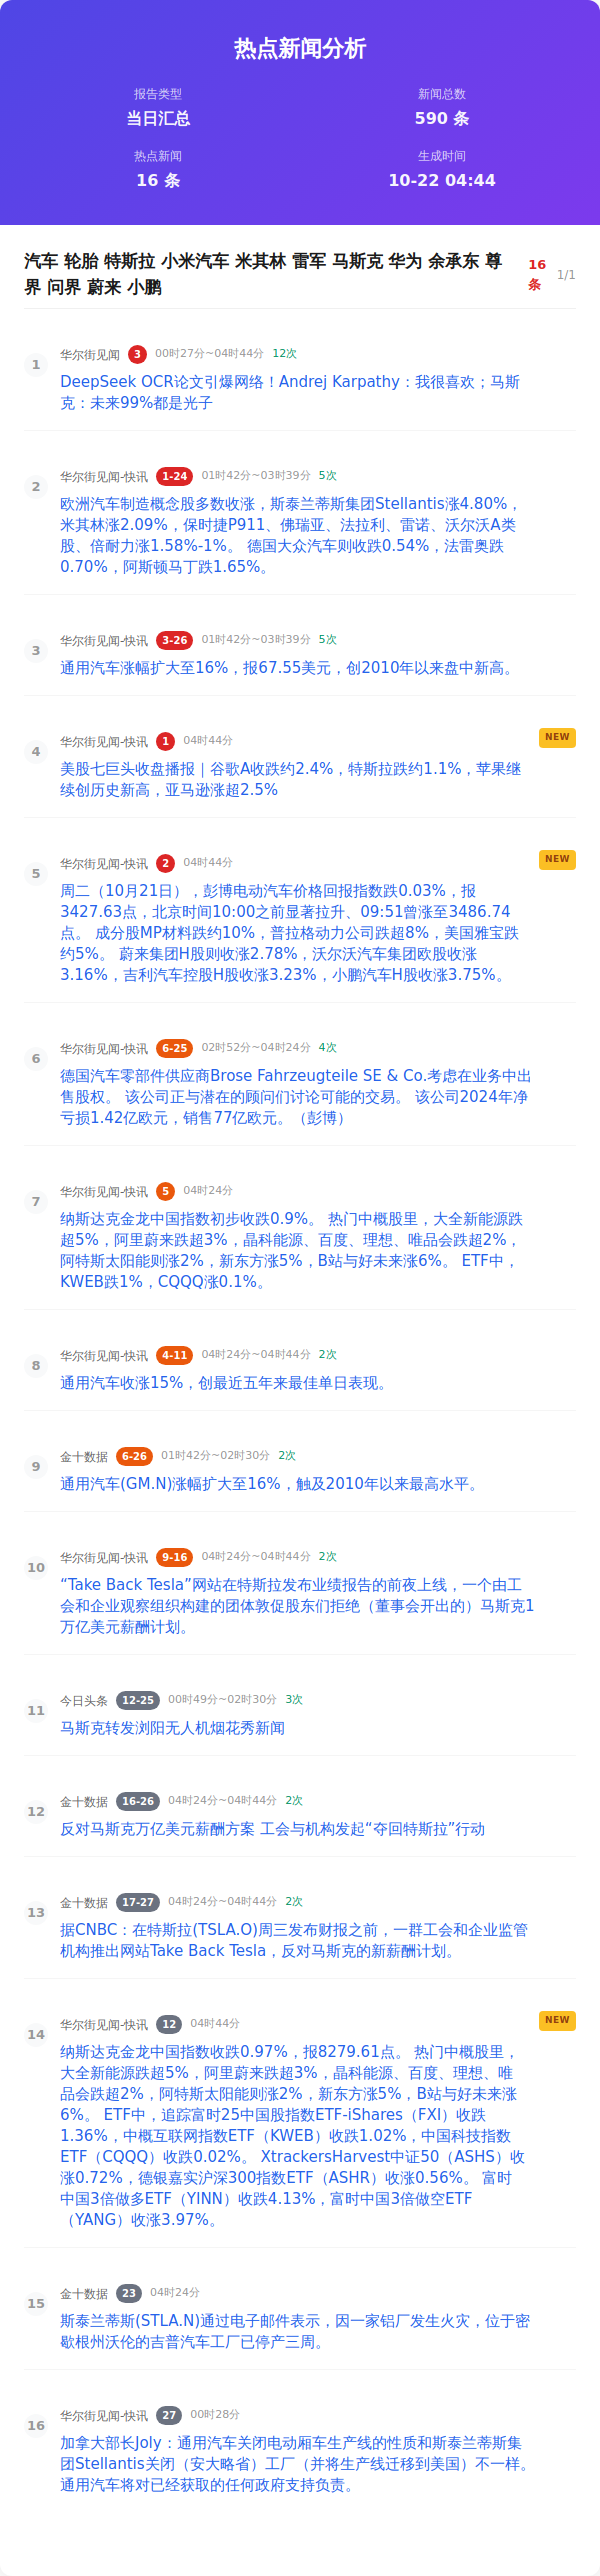 热点新闻分析
报告类型
新闻总数
当日汇总
590 条
热点新闻
生成时间
16 条
10-22 04:44
汽车 轮胎 特斯拉 小米汽车 米其林 雷军 马斯克 华为 余承东 尊
界 问界 蔚来 小鹏
16
条
1/1
1
华尔街见闻 3 00时27分~04时44分 12次
DeepSeek OCR论文引爆网络！Andrej Karpathy：我很喜欢；马斯
克：未来99%都是光子
2
华尔街见闻-快讯 1-24 01时42分~03时39分 5次
欧洲汽车制造概念股多数收涨，斯泰兰蒂斯集团Stellantis涨4.80%，
米其林涨2.09%，保时捷P911、佛瑞亚、法拉利、雷诺、沃尔沃A类
股、倍耐力涨1.58%-1%。 德国大众汽车则收跌0.54%，法雷奥跌
0.70%，阿斯顿马丁跌1.65%。
3
华尔街见闻-快讯 3-26 01时42分~03时39分 5次
通用汽车涨幅扩大至16%，报67.55美元，创2010年以来盘中新高。
4
华尔街见闻-快讯 1 04时44分
NEW
美股七巨头收盘播报｜谷歌A收跌约2.4%，特斯拉跌约1.1%，苹果继
续创历史新高，亚马逊涨超2.5%
5
华尔街见闻-快讯 2 04时44分
NEW
周二（10月21日），彭博电动汽车价格回报指数跌0.03%，报
3427.63点，北京时间10:00之前显著拉升、09:51曾涨至3486.74
点。 成分股MP材料跌约10%，普拉格动力公司跌超8%，美国雅宝跌
约5%。 蔚来集团H股则收涨2.78%，沃尔沃汽车集团欧股收涨
3.16%，吉利汽车控股H股收涨3.23%，小鹏汽车H股收涨3.75%。
6
华尔街见闻-快讯 6-25 02时52分~04时24分 4次
德国汽车零部件供应商Brose Fahrzeugteile SE & Co.考虑在业务中出
售股权。 该公司正与潜在的顾问们讨论可能的交易。 该公司2024年净
亏损1.42亿欧元，销售77亿欧元。（彭博）
7
华尔街见闻-快讯 5 04时24分
纳斯达克金龙中国指数初步收跌0.9%。 热门中概股里，大全新能源跌
超5%，阿里蔚来跌超3%，晶科能源、百度、理想、唯品会跌超2%，
阿特斯太阳能则涨2%，新东方涨5%，B站与好未来涨6%。 ETF中，
KWEB跌1%，CQQQ涨0.1%。
8
华尔街见闻-快讯 4-11 04时24分~04时44分 2次
通用汽车收涨15%，创最近五年来最佳单日表现。
9
金十数据 6-26 01时42分~02时30分 2次
通用汽车(GM.N)涨幅扩大至16%，触及2010年以来最高水平。
10
华尔街见闻-快讯 9-16 04时24分~04时44分 2次
“Take Back Tesla”网站在特斯拉发布业绩报告的前夜上线，一个由工
会和企业观察组织构建的团体敦促股东们拒绝（董事会开出的）马斯克1
万亿美元薪酬计划。
11
今日头条 12-25 00时49分~02时30分 3次
马斯克转发浏阳无人机烟花秀新闻
12
金十数据 16-26 04时24分~04时44分 2次
反对马斯克万亿美元薪酬方案 工会与机构发起“夺回特斯拉”行动
13
金十数据 17-27 04时24分~04时44分 2次
据CNBC：在特斯拉(TSLA.O)周三发布财报之前，一群工会和企业监管
机构推出网站Take Back Tesla，反对马斯克的新薪酬计划。
14
华尔街见闻-快讯 12 04时44分
NEW
纳斯达克金龙中国指数收跌0.97%，报8279.61点。 热门中概股里，
大全新能源跌超5%，阿里蔚来跌超3%，晶科能源、百度、理想、唯
品会跌超2%，阿特斯太阳能则涨2%，新东方涨5%，B站与好未来涨
6%。 ETF中，追踪富时25中国股指数ETF-iShares（FXI）收跌
1.36%，中概互联网指数ETF（KWEB）收跌1.02%，中国科技指数
ETF（CQQQ）收跌0.02%。 XtrackersHarvest中证50（ASHS）收
涨0.72%，德银嘉实沪深300指数ETF（ASHR）收涨0.56%。 富时
中国3倍做多ETF（YINN）收跌4.13%，富时中国3倍做空ETF
（YANG）收涨3.97%。
15
金十数据 23 04时24分
斯泰兰蒂斯(STLA.N)通过电子邮件表示，因一家铝厂发生火灾，位于密
歇根州沃伦的吉普汽车工厂已停产三周。
16
华尔街见闻-快讯 27 00时28分
加拿大部长Joly：通用汽车关闭电动厢车生产线的性质和斯泰兰蒂斯集
团Stellantis关闭（安大略省）工厂（并将生产线迁移到美国）不一样。
通用汽车将对已经获取的任何政府支持负责。